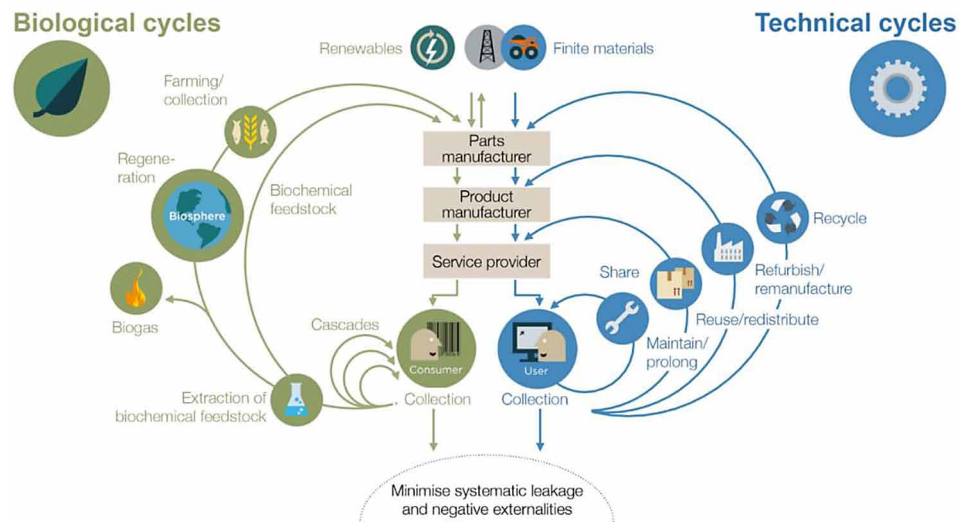 Biological cycles
Technical cycles
Renewables
Finite materials
Farming/
collection
Parts
manufacturer
Regene-
ration
Biosphere
Biochemical
feedstock
Product
manufacturer
Recycle
Service provider
Share
Refurbish/
remanufacture
Biogas
Cascades
Reuse/redistribute
Maintain/
prolong
Consumer
User
Extraction of
biochemical feedstock
Collection
Collection
Minimise systematic leakage
and negative externalities